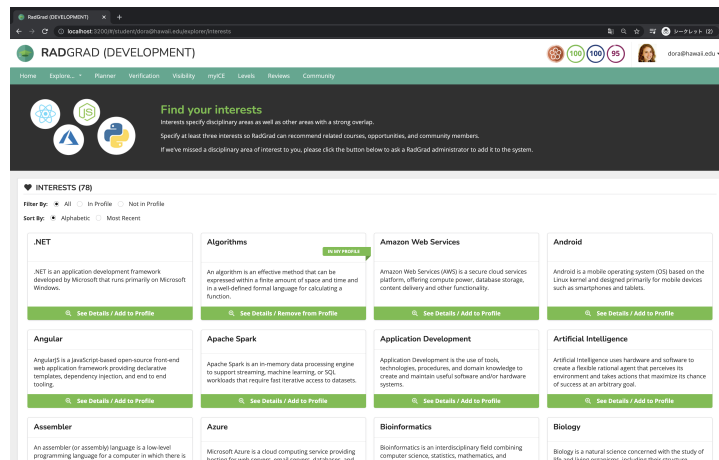 RadGrad (DEVELOPMENT)
localhost:3200/#/student/dora@hawaii.edu/explorer/interests
シークレット (2)
RADGRAD (DEVELOPMENT)
100 100 95
dora@hawaii.edu
Home Explore... Planner Verification Visibility myICE Levels Reviews Community
Find your interests
Interests specify disciplinary areas as well as other areas with a strong overlap.
Specify at least three interests so RadGrad can recommend related courses, opportunities, and community members.
If we've missed a disciplinary area of interest to you, please click the button below to ask a RadGrad administrator to add it to the system.
INTERESTS (78)
Filter By: All In Profile Not in Profile
Sort By: Alphabetic Most Recent
.NET
.NET is an application development framework
developed by Microsoft that runs primarily on Microsoft
Windows.
See Details / Add to Profile
Algorithms
IN MY PROFILE
An algorithm is an effective method that can be
expressed within a finite amount of space and time and
in a well-defined formal language for calculating a
function.
See Details / Remove from Profile
Amazon Web Services
Amazon Web Services (AWS) is a secure cloud services
platform, offering compute power, database storage,
content delivery and other functionality.
See Details / Add to Profile
Android
Android is a mobile operating system (OS) based on the
Linux kernel and designed primarily for mobile devices
such as smartphones and tablets.
See Details / Add to Profile
Angular
AngularJS is a JavaScript-based open-source front-end
web application framework providing declarative
templates, dependency injection, and end to end
tooling.
See Details / Add to Profile
Apache Spark
Apache Spark is an in-memory data processing engine
to support streaming, machine learning, or SQL
workloads that require fast iterative access to datasets.
See Details / Add to Profile
Application Development
Application Development is the use of tools,
technologies, procedures, and domain knowledge to
create and maintain useful software and/or hardware
systems.
See Details / Add to Profile
Artificial Intelligence
Artificial Intelligence uses hardware and software to
create a flexible rational agent that perceives its
environment and takes actions that maximize its chance
of success at an arbitrary goal.
See Details / Add to Profile
Assembler
An assembler (or assembly) language is a low-level
programming language for a computer in which there is
Azure
Microsoft Azure is a cloud computing service providing
hosting for web servers, email servers, databases, and
Bioinformatics
Bioinformatics is an interdisciplinary field combining
computer science, statistics, mathematics, and
Biology
Biology is a natural science concerned with the study of
life and living organisms, including their structure,